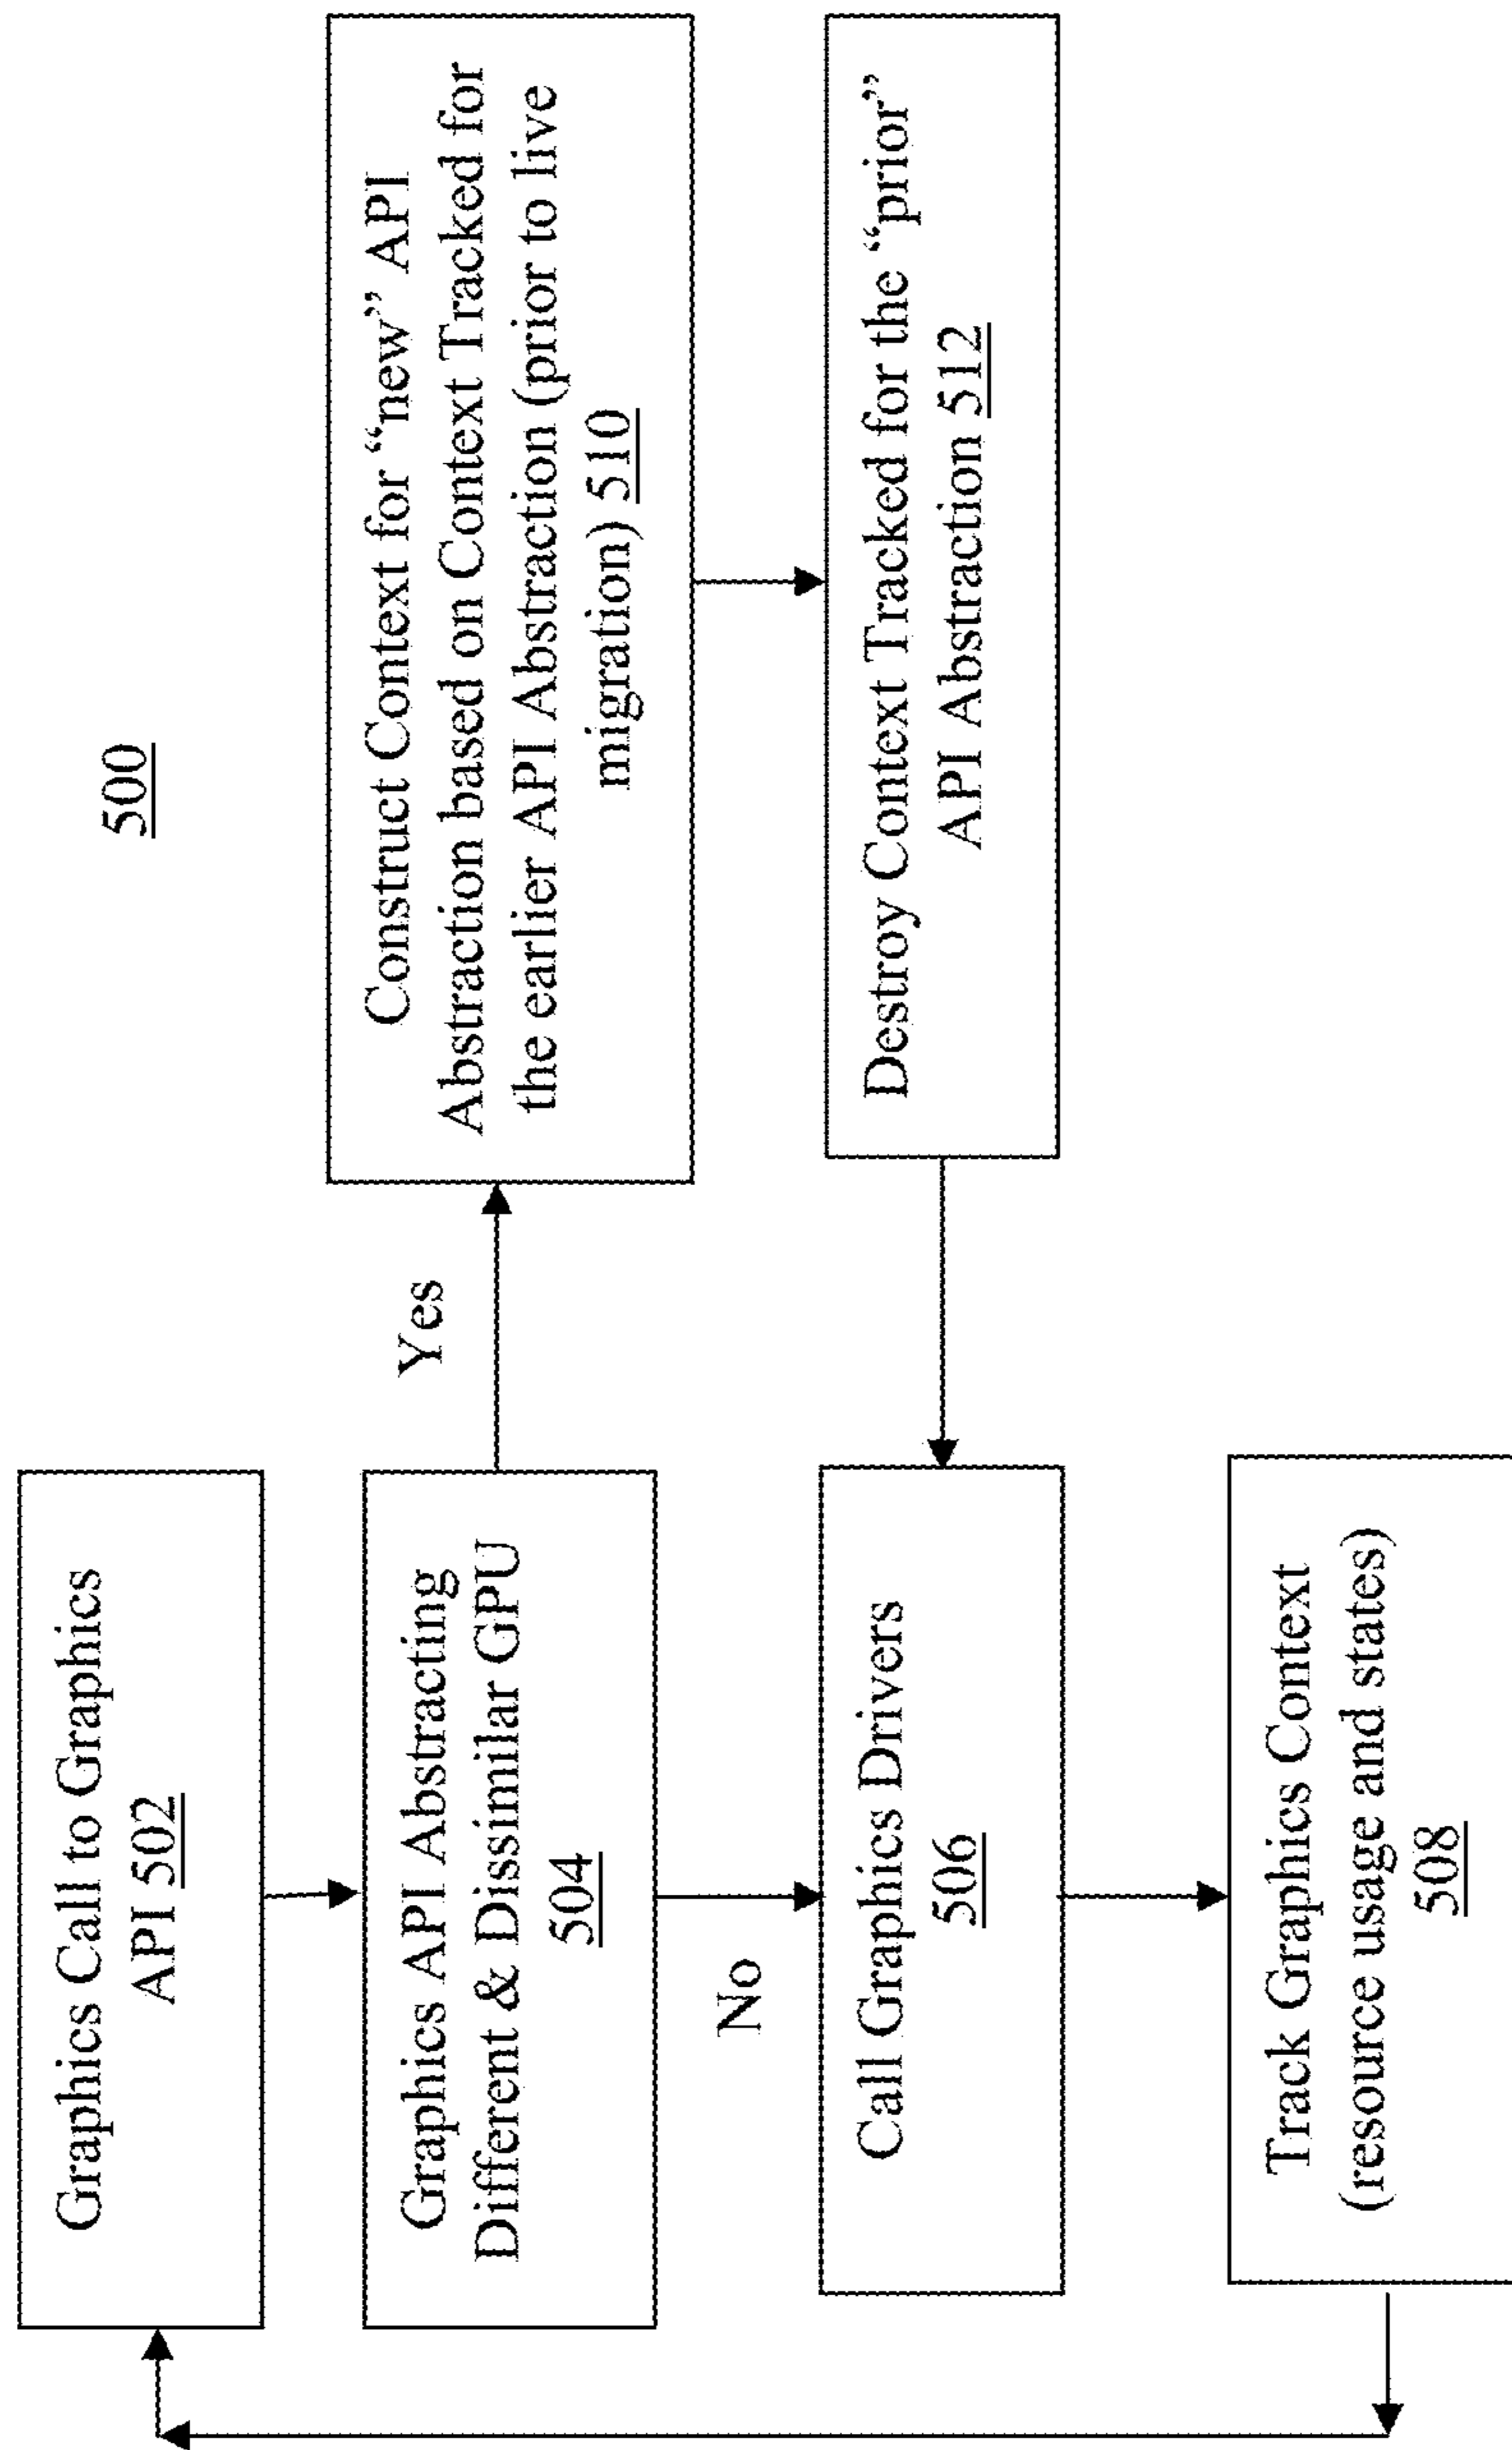 500
Graphics Call to Graphics
API 502
Graphics API Abstracting
Different & Dissimilar GPU
504
Yes
No
Construct Context for “new” API
Abstraction based on Context Tracked for
the earlier API Abstraction (prior to live
migration) 510
Destroy Context Tracked for the “prior”
API Abstraction 512
Call Graphics Drivers
506
Track Graphics Context
(resource usage and states)
508